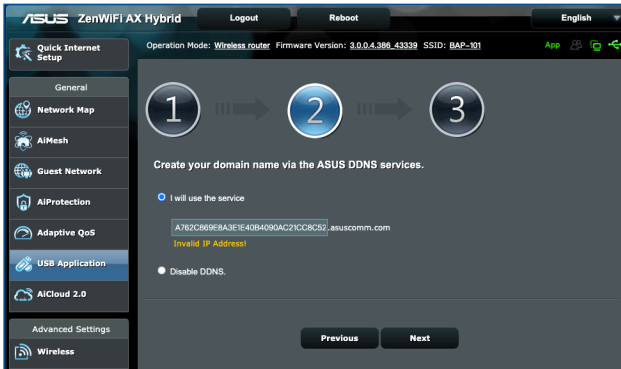 ASUS ZenWiFi AX Hybrid Logout Reboot English
Quick Internet Setup
Operation Mode: Wireless router Firmware Version: 3.0.0.4.386_43339 SSID: BAP-101 App
General
Network Map
AiMesh
Guest Network
AiProtection
Adaptive QoS
USB Application
AiCloud 2.0
Advanced Settings
Wireless
1 2 3
Create your domain name via the ASUS DDNS services.
I will use the service
A762C869E8A3E1E40B4090AC21CC8C52.asuscomm.com
Invalid IP Address!
Disable DDNS.
Previous Next